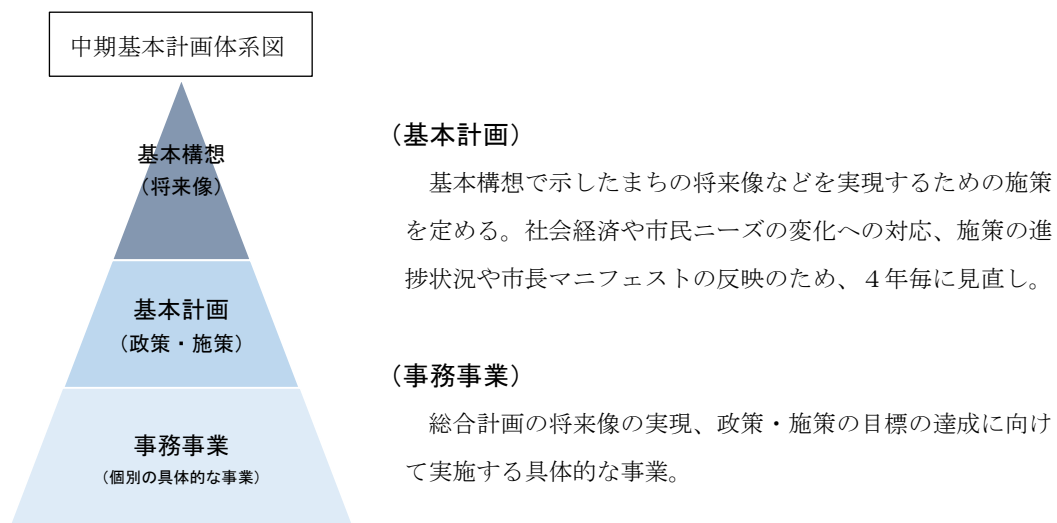 中期基本計画体系図
基本構想
(将来像)
基本計画
(政策・施策)
事務事業
(個別の具体的な事業)
(基本計画)
基本構想で示したまちの将来像などを実現するための施策
を定める。社会経済や市民ニーズの変化への対応、施策の進
捗状況や市長マニフェストの反映のため、４年毎に見直し。
(事務事業)
総合計画の将来像の実現、政策・施策の目標の達成に向け
て実施する具体的な事業。